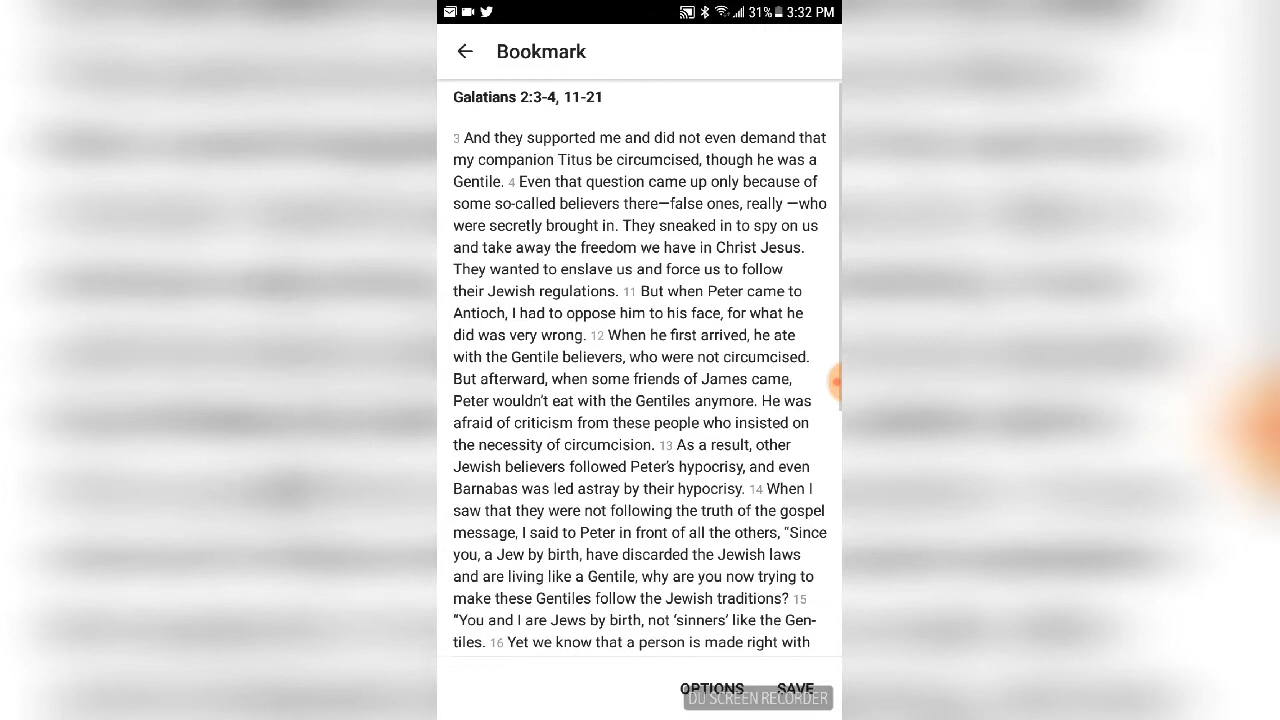 31% 3:32 PM
Bookmark
Galatians 2:3-4, 11-21
3 And they supported me and did not even demand that
my companion Titus be circumcised, though he was a
Gentile. 4 Even that question came up only because of
some so-called believers there—false ones, really —who
were secretly brought in. They sneaked in to spy on us
and take away the freedom we have in Christ Jesus.
They wanted to enslave us and force us to follow
their Jewish regulations. 11 But when Peter came to
Antioch, I had to oppose him to his face, for what he
did was very wrong. 12 When he first arrived, he ate
with the Gentile believers, who were not circumcised.
But afterward, when some friends of James came,
Peter wouldn’t eat with the Gentiles anymore. He was
afraid of criticism from these people who insisted on
the necessity of circumcision. 13 As a result, other
Jewish believers followed Peter’s hypocrisy, and even
Barnabas was led astray by their hypocrisy. 14 When I
saw that they were not following the truth of the gospel
message, I said to Peter in front of all the others, “Since
you, a Jew by birth, have discarded the Jewish laws
and are living like a Gentile, why are you now trying to
make these Gentiles follow the Jewish traditions? 15
“You and I are Jews by birth, not ‘sinners’ like the Gen-
tiles. 16 Yet we know that a person is made right with
OPTIONS SAVE
DU SCREEN RECORDER